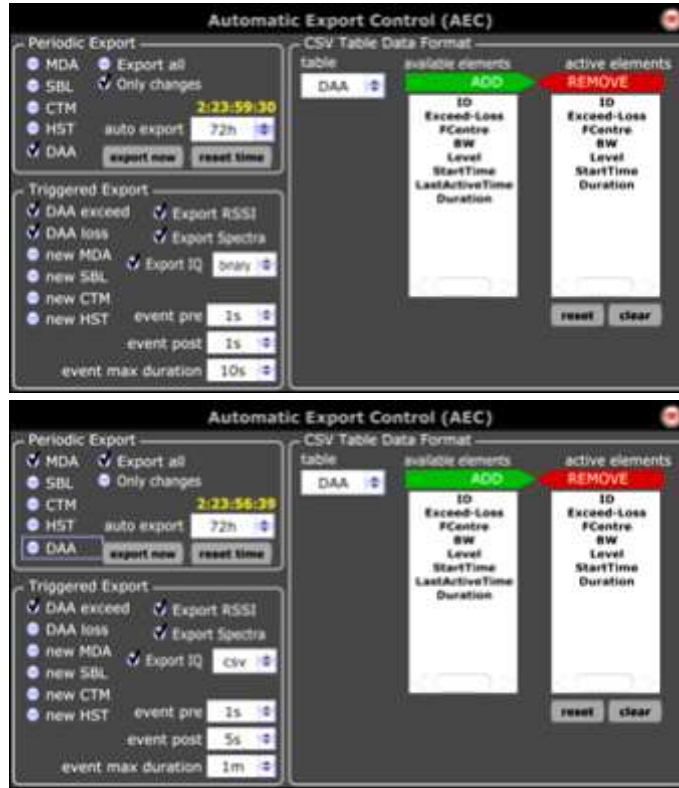 Automatic Export Control (AEC)
Periodic Export
MDA Export all
SBL Only changes
CTM 2:23:59:30
HST auto export 72h
DAA export now reset time
Triggered Export
DAA exceed Export RSSI
DAA loss Export Spectra
new MDA Export IQ binary
new SBL
new CTM
new HST event pre 1s
event post 1s
event max duration 10s
CSV Table Data Format
table available elements active elements
DAA ADD REMOVE
ID ID
Exceed-Loss Exceed-Loss
FCentre FCentre
BW BW
Level Level
StartTime StartTime
LastActiveTime Duration
Duration
reset clear
Automatic Export Control (AEC)
Periodic Export
MDA Export all
SBL Only changes
CTM 2:23:56:39
HST auto export 72h
DAA export now reset time
Triggered Export
DAA exceed Export RSSI
DAA loss Export Spectra
new MDA Export IQ csv
new SBL
new CTM
new HST event pre 1s
event post 5s
event max duration 1m
CSV Table Data Format
table available elements active elements
DAA ADD REMOVE
ID ID
Exceed-Loss Exceed-Loss
FCentre FCentre
BW BW
Level Level
StartTime StartTime
LastActiveTime Duration
Duration
reset clear